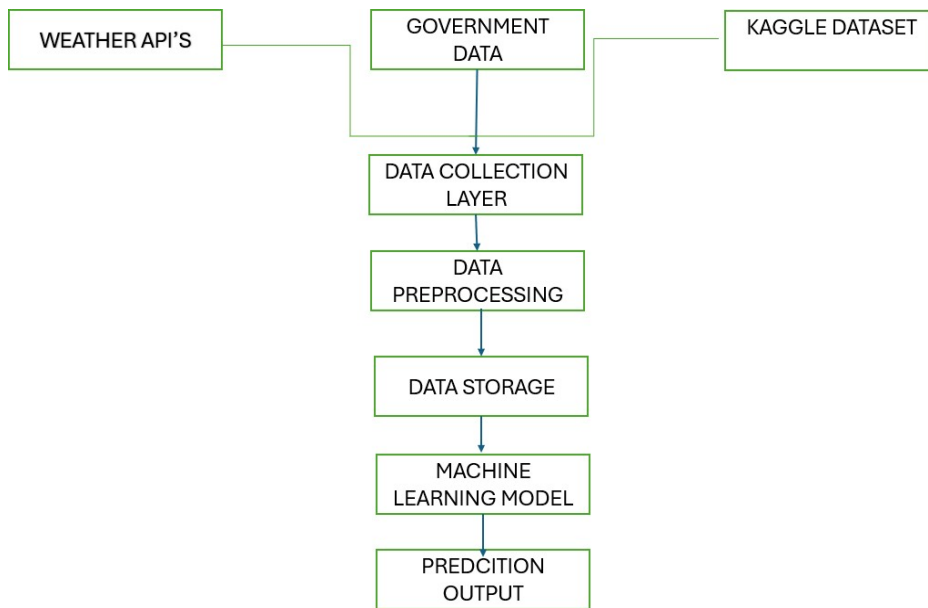 WEATHER API'S
GOVERNMENT
DATA
KAGGLE DATASET
DATA COLLECTION
LAYER
DATA
PREPROCESSING
DATA STORAGE
MACHINE
LEARNING MODEL
PREDCITION
OUTPUT